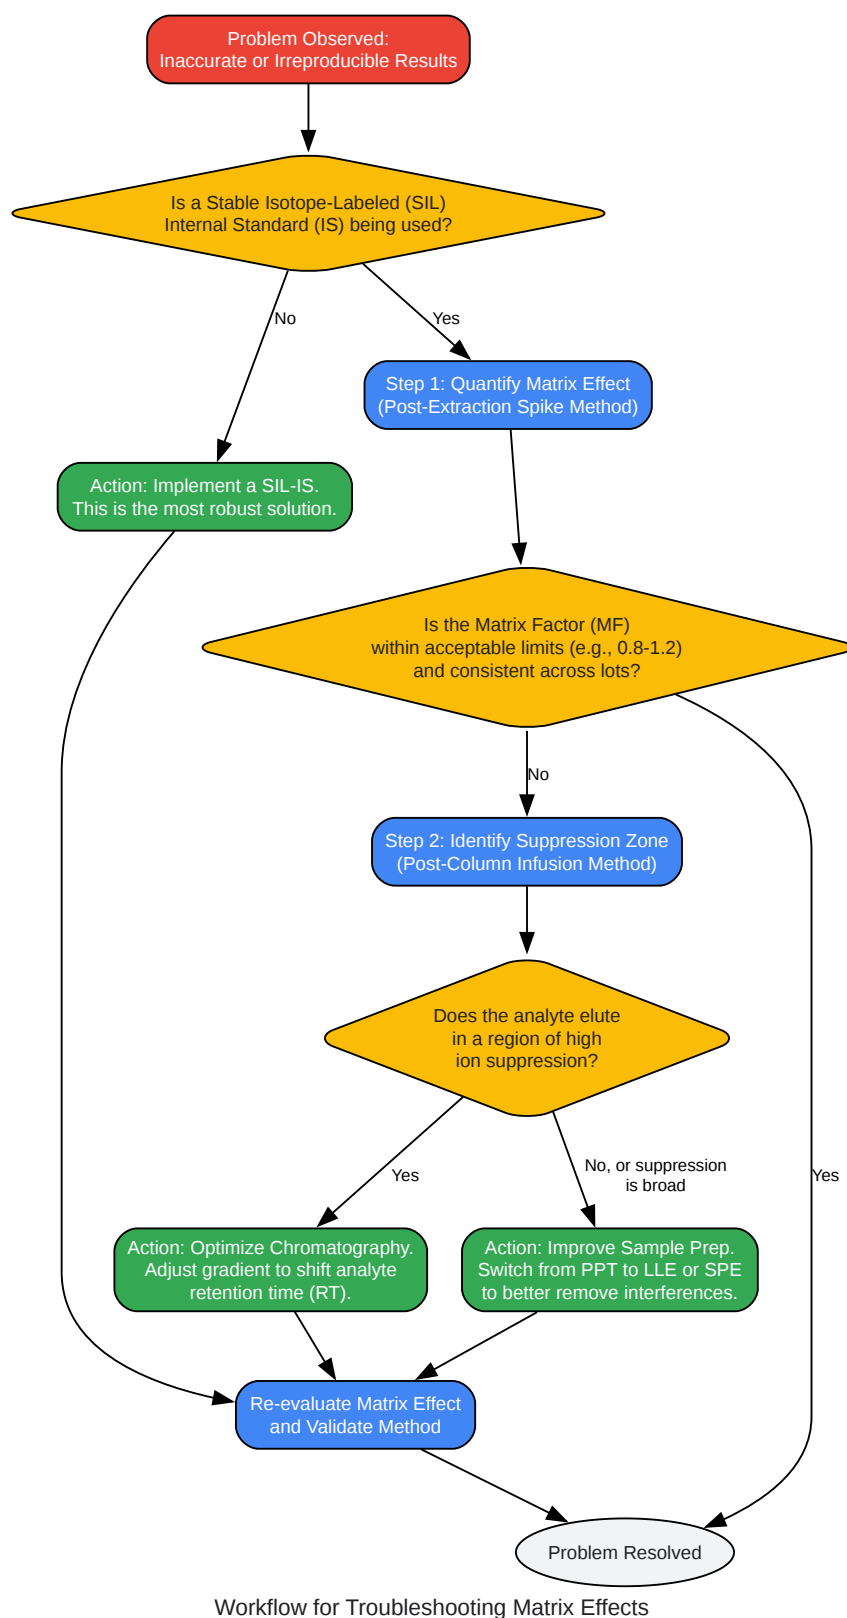 Problem Observed:
Inaccurate or Irreproducible Results
Is a Stable Isotope-Labeled (SIL)
Internal Standard (IS) being used?
No
Yes
Step 1: Quantify Matrix Effect
(Post-Extraction Spike Method)
Action: Implement a SIL-IS.
This is the most robust solution.
Is the Matrix Factor (MF)
within acceptable limits (e.g., 0.8-1.2)
and consistent across lots?
No
Step 2: Identify Suppression Zone
(Post-Column Infusion Method)
Does the analyte elute
in a region of high
ion suppression?
Yes
No, or suppression
is broad
Yes
Action: Optimize Chromatography.
Adjust gradient to shift analyte
retention time (RT).
Action: Improve Sample Prep.
Switch from PPT to LLE or SPE
to better remove interferences.
Re-evaluate Matrix Effect
and Validate Method
Problem Resolved
Workflow for Troubleshooting Matrix Effects